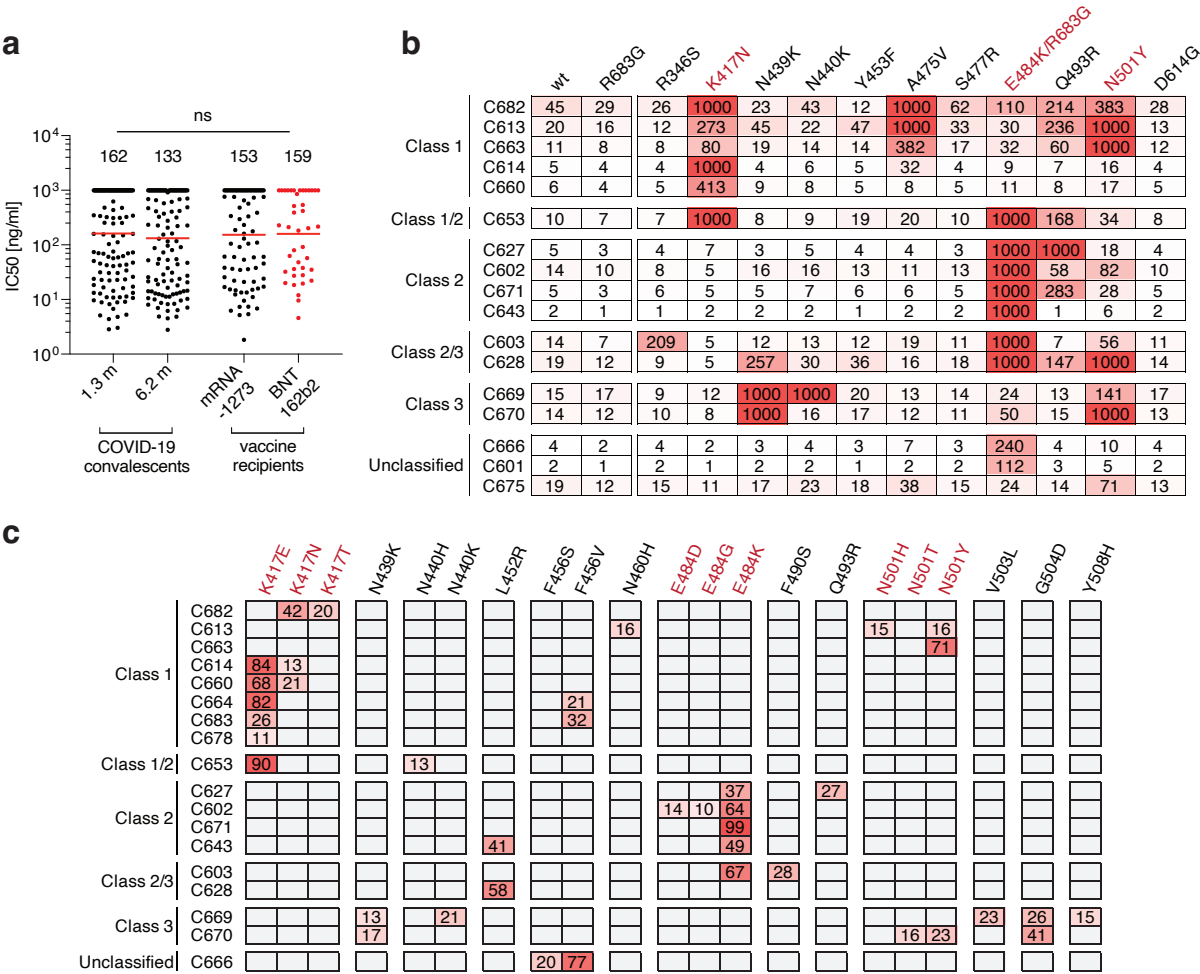 a
ns
162 133 153 159
IC50 [ng/ml]
10⁴
10³
10²
10¹
10⁰
1.3 m
6.2 m
mRNA
-1273
BNT
162b2
COVID-19
convalescents
vaccine
recipients
b
wt R683G R346S K417N N439K N440K Y453F A475V S477R E484K/R683G Q493R N501Y D614G
Class 1
C682 45 29 26 1000 23 43 12 1000 62 110 214 383 28
C613 20 16 12 273 45 22 47 1000 33 30 236 1000 13
C663 11 8 8 80 19 14 14 382 17 32 60 1000 12
C614 5 4 4 1000 4 6 5 32 4 9 7 16 4
C660 6 4 5 413 9 8 5 8 5 11 8 17 5
Class 1/2
C653 10 7 7 1000 8 9 19 20 10 1000 168 34 8
Class 2
C627 5 3 4 7 3 5 4 4 3 1000 1000 18 4
C602 14 10 8 5 16 16 13 11 13 1000 58 82 10
C671 5 3 6 5 5 7 6 6 5 1000 283 28 5
C643 2 1 1 2 2 2 1 2 2 1000 1 6 2
Class 2/3
C603 14 7 209 5 12 13 12 19 11 1000 7 56 11
C628 19 12 9 5 257 30 36 16 18 1000 147 1000 14
Class 3
C669 15 17 9 12 1000 1000 20 13 14 24 13 141 17
C670 14 12 10 8 1000 16 17 12 11 50 15 1000 13
Unclassified
C666 4 2 4 2 3 4 3 7 3 240 4 10 4
C601 2 1 2 1 2 2 1 2 2 112 3 5 2
C675 19 12 15 11 17 23 18 38 15 24 14 71 13
c
K417E K417N K417T N439K N440H N440K L452R F456S F456V N460H E484D E484G E484K F490S Q493R N501H N501T N501Y V503L G504D Y508H
Class 1
C682 42 20
C613 16 15 16
C663 71
C614 84 13
C660 68 21
C664 82 21
C683 26 32
C678 11
Class 1/2
C653 90 13
Class 2
C627 37 27
C602 14 10 64
C671 99
C643 41 49
Class 2/3
C603 67 28
C628 58
Class 3
C669 13 21 23 26 15
C670 17 16 23 41
Unclassified
C666 20 77